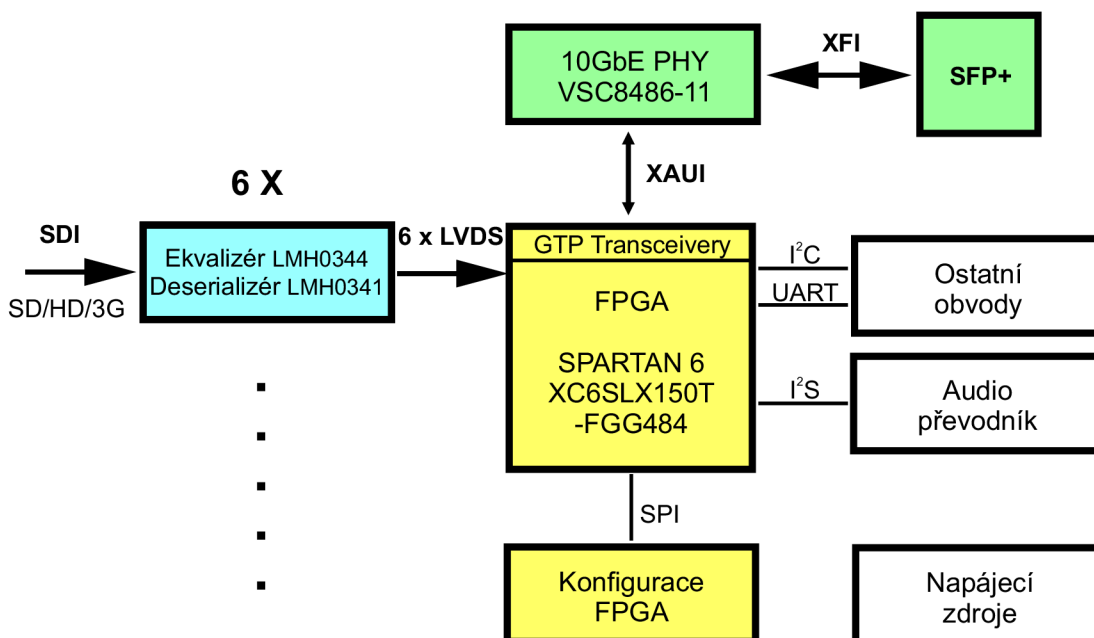 10GbE PHY
VSC8486-11
XFI
SFP+
XAUI
6 X
SDI
SD/HD/3G
Ekvalizér LMH0344
Deserializér LMH0341
6 x LVDS
GTP Transceivery
FPGA
SPARTAN 6
XC6SLX150T
-FGG484
I²C
UART
Ostatní
obvody
I²S
Audio
převodník
SPI
Konfigurace
FPGA
Napájecí
zdroje